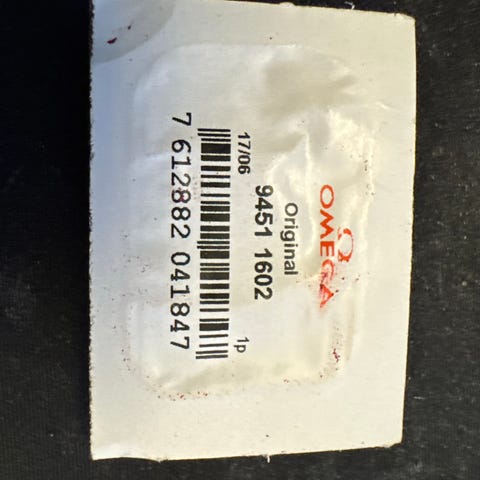 Ω
OMEGA
Original
9451 1602
17/06 1p
7 612882 041847